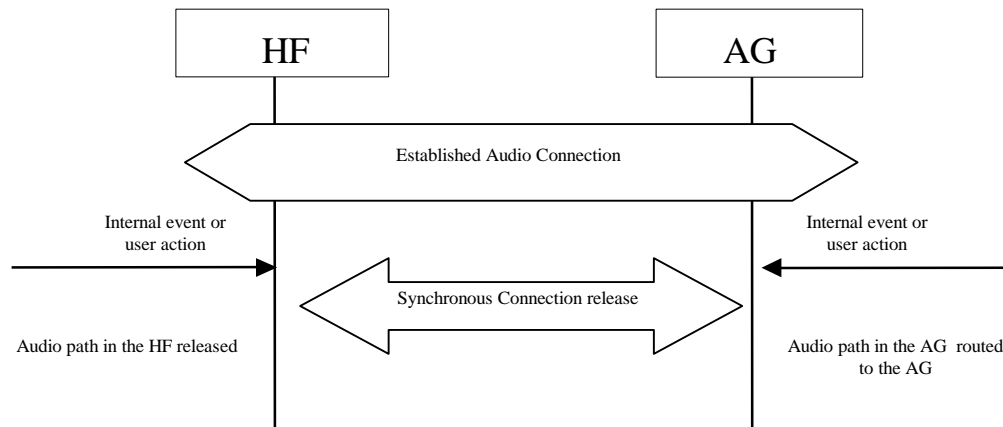 HF
AG
Established Audio Connection
Internal event or
user action
Internal event or
user action
Synchronous Connection release
Audio path in the HF released
Audio path in the AG routed
to the AG